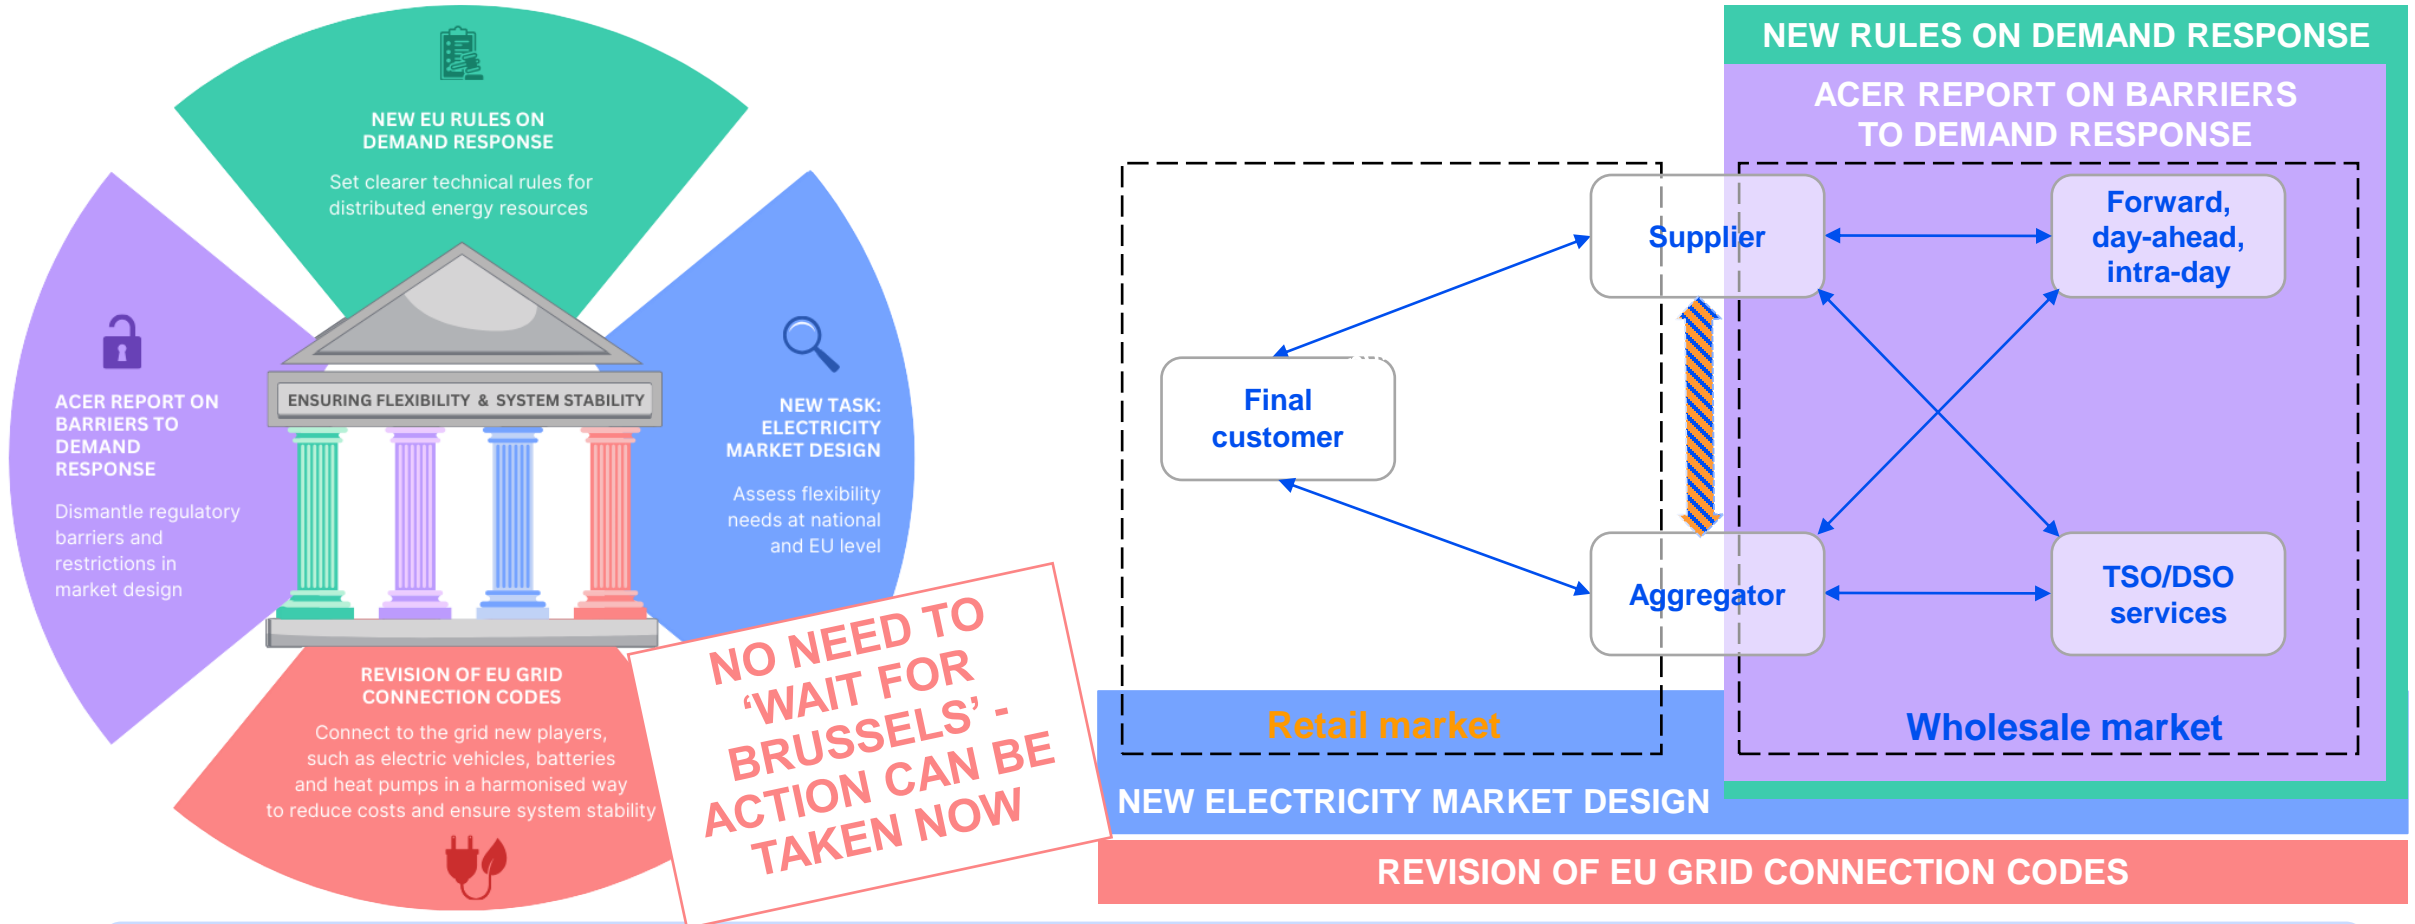 NEW EU RULES ON
DEMAND RESPONSE
Set clearer technical rules for
distributed energy resources
ACER REPORT ON
BARRIERS TO
DEMAND
RESPONSE
Dismantle regulatory
barriers and
restrictions in
market design
ENSURING FLEXIBILITY & SYSTEM STABILITY
NEW TASK:
ELECTRICITY
MARKET DESIGN
Assess flexibility
needs at national
and EU level
REVISION OF EU GRID
CONNECTION CODES
Connect to the grid new players,
such as electric vehicles, batteries
and heat pumps in a harmonised way
to reduce costs and ensure system stability
NO NEED TO
‘WAIT FOR
BRUSSELS’ -
ACTION CAN BE
TAKEN NOW
NEW RULES ON DEMAND RESPONSE
ACER REPORT ON BARRIERS
TO DEMAND RESPONSE
Supplier
Forward,
day-ahead,
intra-day
Final
customer
Aggregator
TSO/DSO
services
Retail market
Wholesale market
NEW ELECTRICITY MARKET DESIGN
REVISION OF EU GRID CONNECTION CODES